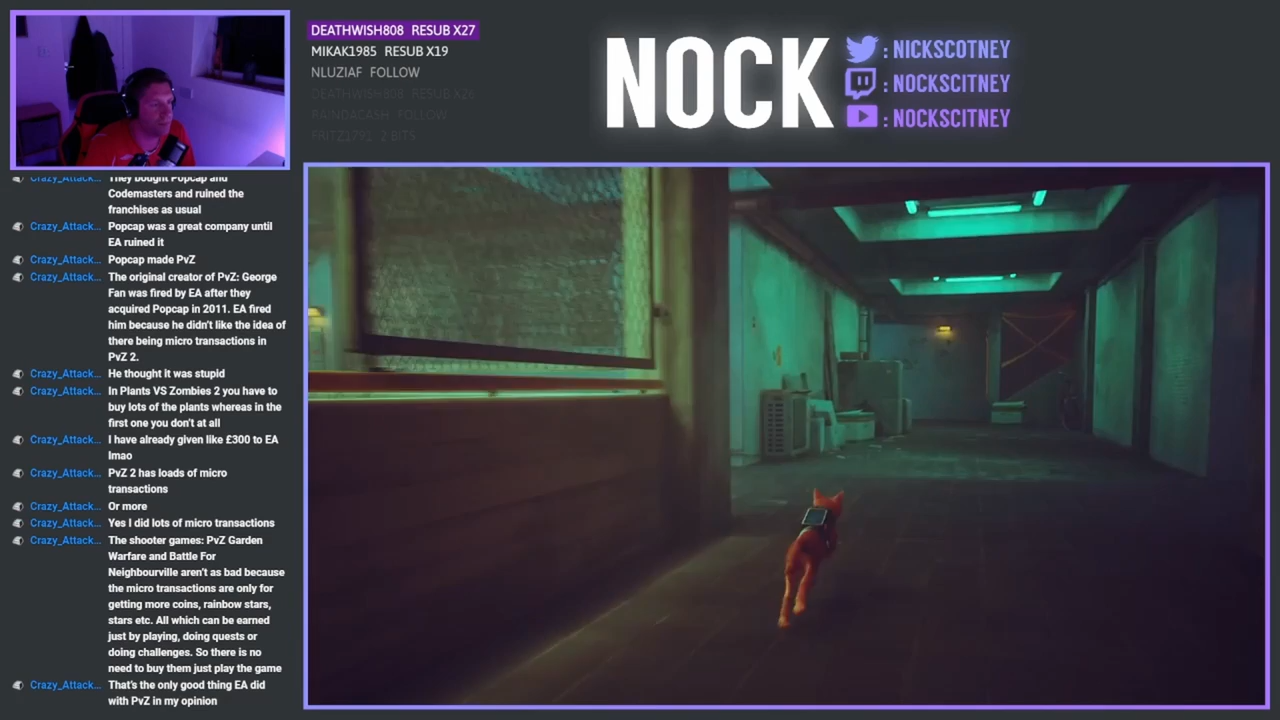 DEATHWISH808 RESUB X27
MIKAK1985 RESUB X19
NLUZIAF FOLLOW
DEATHWISH808 RESUB X26
RAINDACASH FOLLOW
FRITZ1791 2 BITS
NOCK
: NICKSCOTNEY
: NOCKSCITNEY
: NOCKSCITNEY
Crazy_Attack... They bought Popcap and
Codemasters and ruined the
franchises as usual
Crazy_Attack... Popcap was a great company until
EA ruined it
Crazy_Attack... Popcap made PvZ
Crazy_Attack... The original creator of PvZ: George
Fan was fired by EA after they
acquired Popcap in 2011. EA fired
him because he didn't like the idea of
there being micro transactions in
PvZ 2.
Crazy_Attack... He thought it was stupid
Crazy_Attack... In Plants VS Zombies 2 you have to
buy lots of the plants whereas in the
first one you don't at all
Crazy_Attack... I have already given like £300 to EA
lmao
Crazy_Attack... PvZ 2 has loads of micro
transactions
Crazy_Attack... Or more
Crazy_Attack... Yes I did lots of micro transactions
Crazy_Attack... The shooter games: PvZ Garden
Warfare and Battle For
Neighbourville aren't as bad because
the micro transactions are only for
getting more coins, rainbow stars,
stars etc. All which can be earned
just by playing, doing quests or
doing challenges. So there is no
need to buy them just play the game
Crazy_Attack... That's the only good thing EA did
with PvZ in my opinion